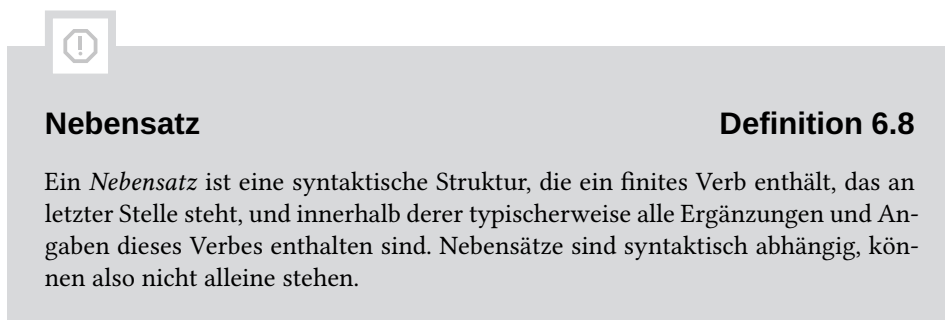 Nebensatz Definition 6.8
Ein Nebensatz ist eine syntaktische Struktur, die ein finites Verb enthält, das an
letzter Stelle steht, und innerhalb derer typischerweise alle Ergänzungen und An-
gaben dieses Verbes enthalten sind. Nebensätze sind syntaktisch abhängig, kön-
nen also nicht alleine stehen.